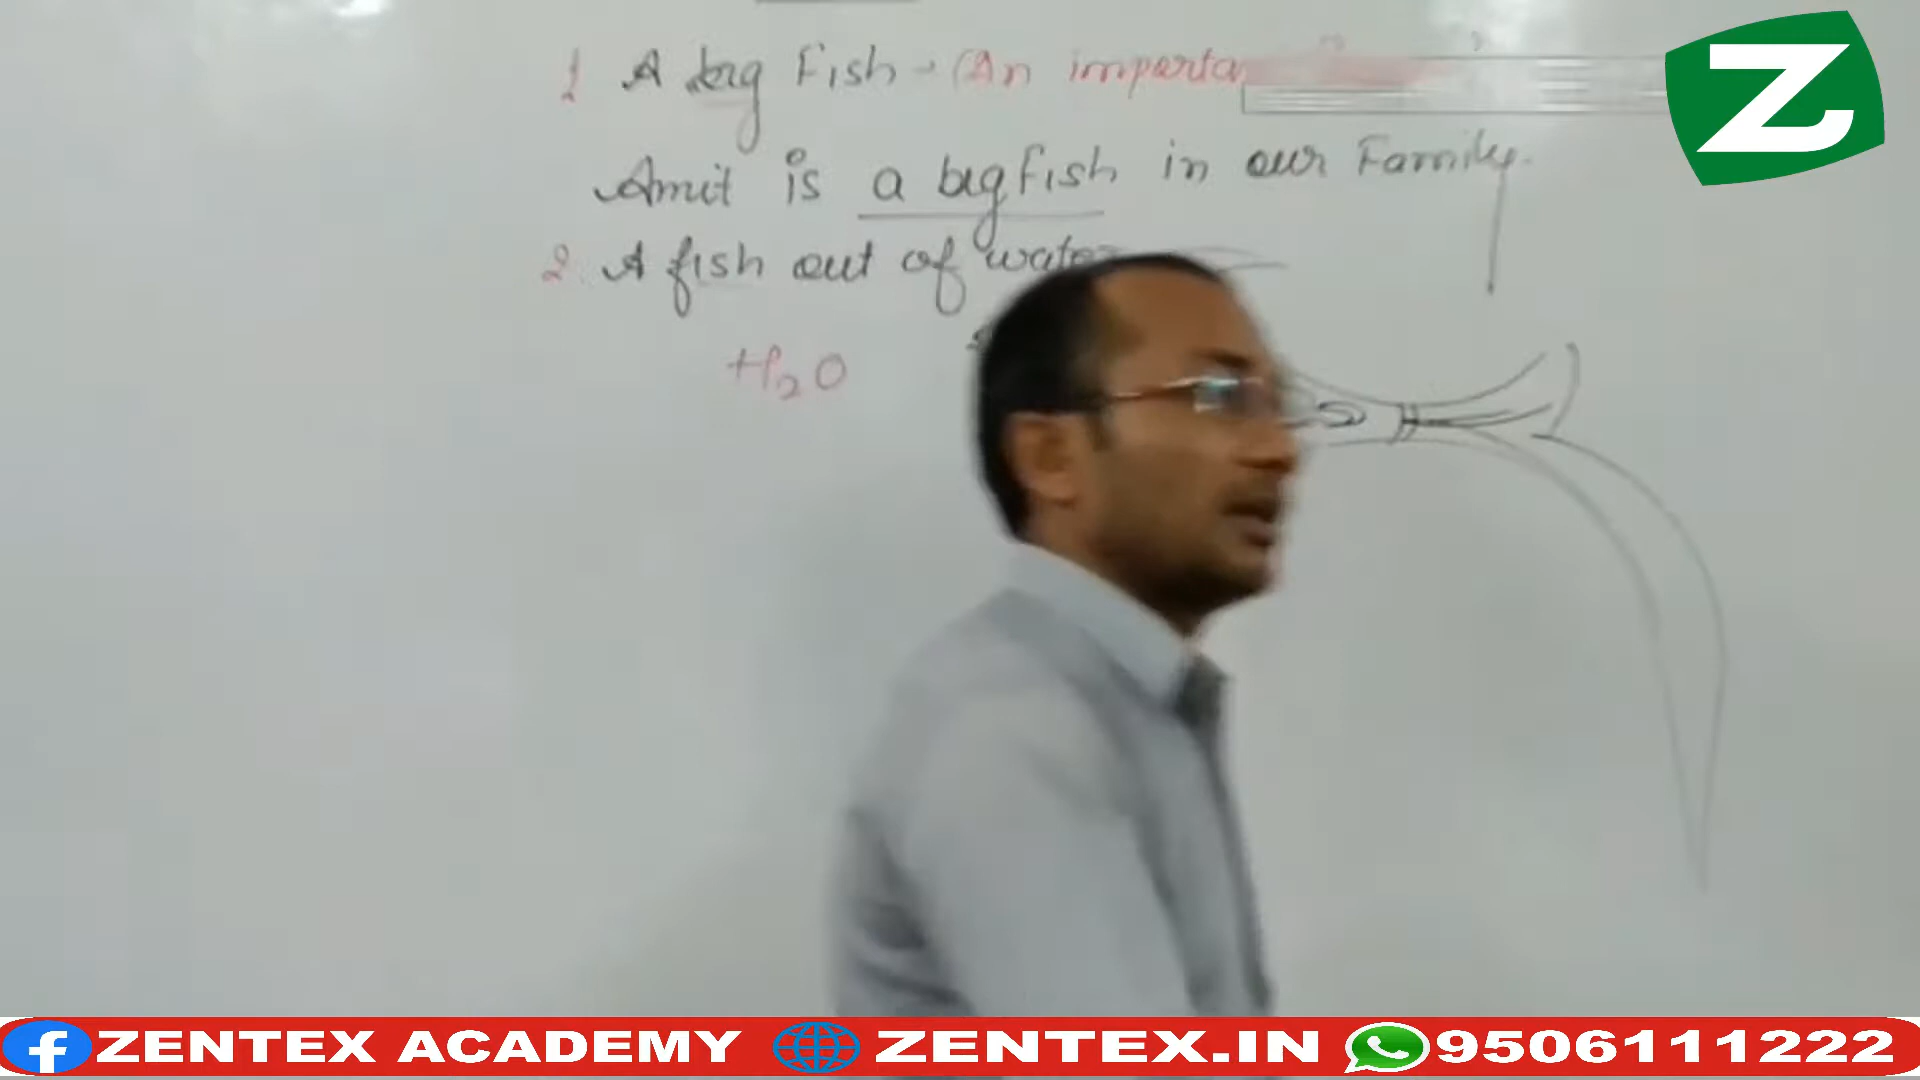 1 A big Fish - (An importa
Amit is a big fish in our Family.
2. A fish out of water
H2O
Z
ZENTEX ACADEMY ZENTEX.IN 9506111222